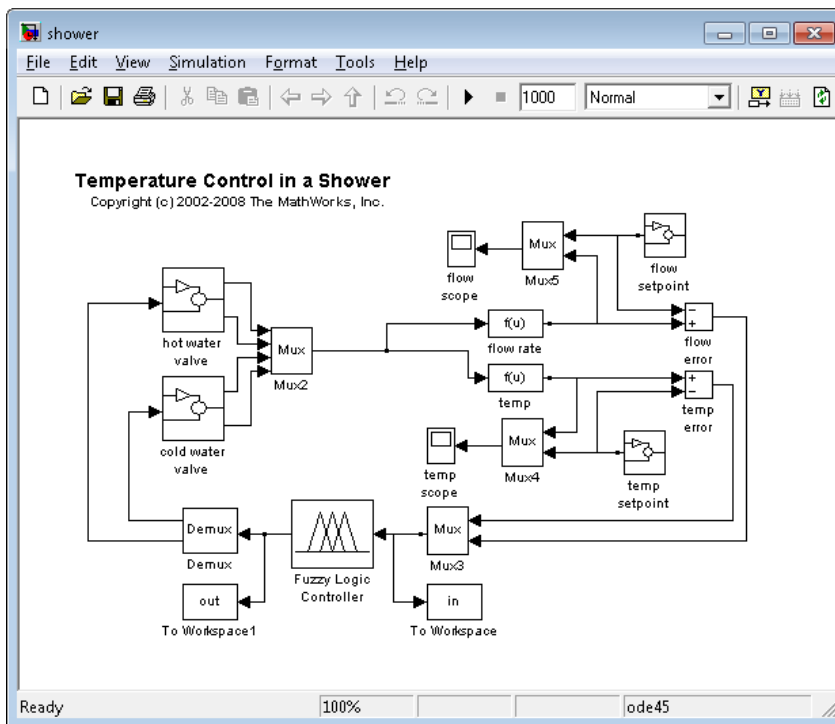 shower
File Edit View Simulation Format Tools Help
1000 Normal
Temperature Control in a Shower
Copyright (c) 2002-2008 The MathWorks, Inc.
Mux
flow
scope
Mux5
flow
setpoint
hot water
valve
Mux
Mux2
f(u)
flow rate
−
+
flow
error
cold water
valve
f(u)
temp
+
−
temp
error
Mux
temp
scope
Mux4
temp
setpoint
Demux
Demux
Fuzzy Logic
Controller
Mux
Mux3
out
To Workspace1
in
To Workspace
Ready 100% ode45